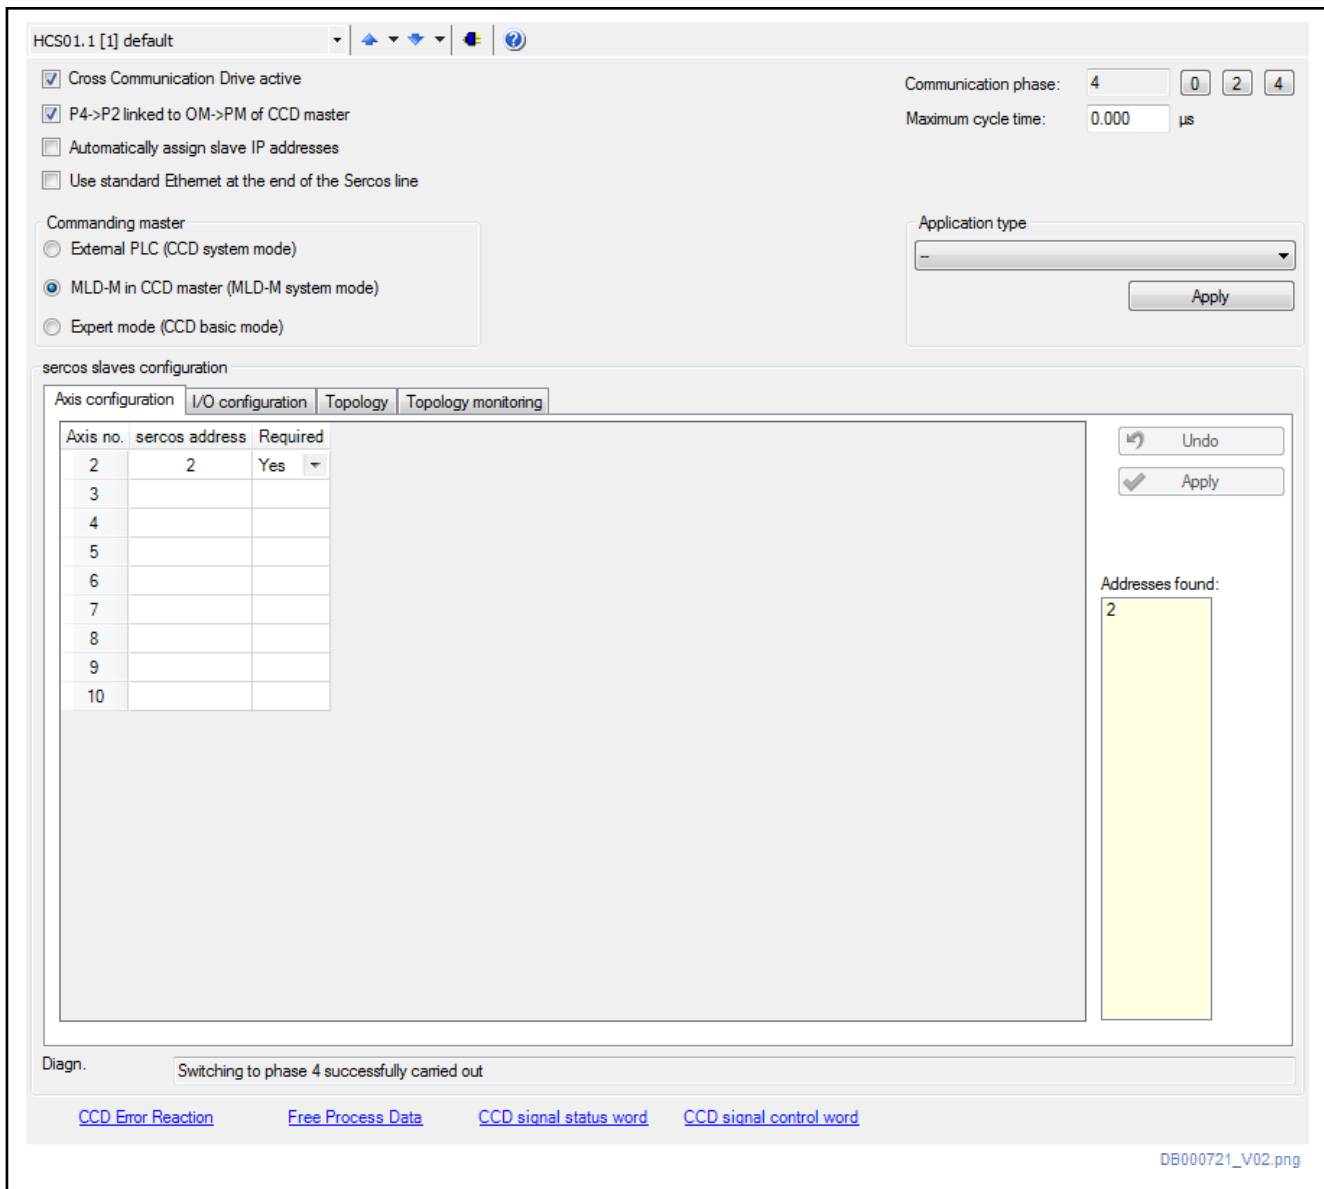 HCS01.1 [1] default
Cross Communication Drive active
Communication phase: 4 0 2 4
P4->P2 linked to OM->PM of CCD master
Maximum cycle time: 0.000 µs
Automatically assign slave IP addresses
Use standard Ethernet at the end of the Sercos line
Commanding master
External PLC (CCD system mode)
MLD-M in CCD master (MLD-M system mode)
Expert mode (CCD basic mode)
Application type
--
Apply
sercos slaves configuration
Axis configuration I/O configuration Topology Topology monitoring
Axis no. sercos address Required
2 2 Yes
3
4
5
6
7
8
9
10
Undo
Apply
Addresses found:
2
Diagn. Switching to phase 4 successfully carried out
CCD Error Reaction Free Process Data CCD signal status word CCD signal control word
DB000721_V02.png